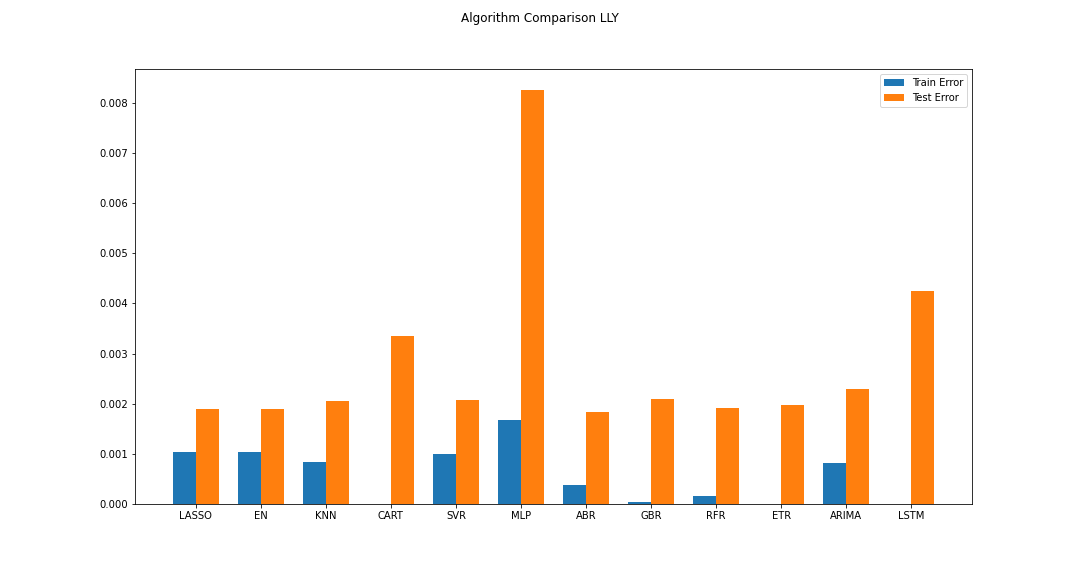 Algorithm Comparison LLY
Train Error
Test Error
0.008
0.007
0.006
0.005
0.004
0.003
0.002
0.001
0.000
LASSO EN KNN CART SVR MLP ABR GBR RFR ETR ARIMA LSTM